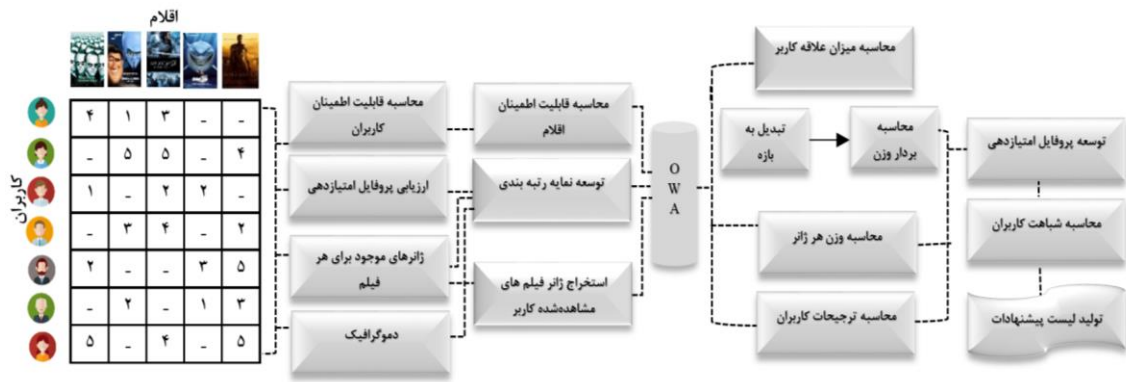 اقلام
کاربران
۴ ۱ ۳ _ _
_ ۵ ۵ _ ۴
۱ _ ۲ ۲ _
_ ۳ ۴ _ ۲
۲ _ _ ۳ ۵
_ ۲ _ ۱ ۳
۵ _ ۴ _ ۵
محاسبه قابلیت اطمینان
کاربران
ارزیابی پروفایل امتیازدهی
ژانرهای موجود برای هر
فیلم
دموگرافیک
محاسبه قابلیت اطمینان
اقلام
توسعه نمایه رتبه بندی
استخراج ژانر فیلم های
مشاهده‌شده کاربر
O
W
A
محاسبه میزان علاقه کاربر
تبدیل به
بازه
محاسبه
بردار وزن
محاسبه وزن هر ژانر
محاسبه ترجیحات کاربران
توسعه پروفایل امتیازدهی
محاسبه شباهت کاربران
تولید لیست پیشنهادات